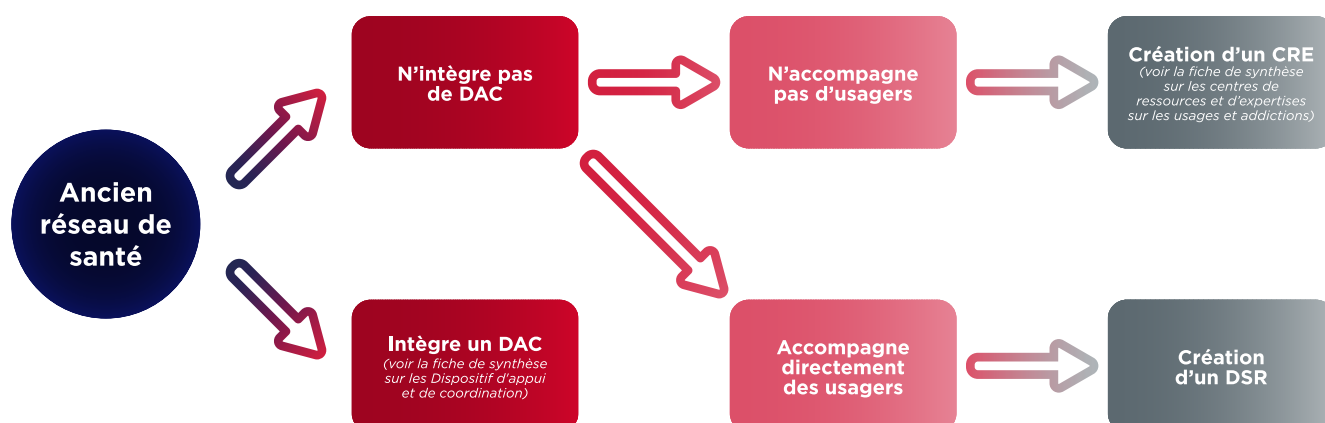 Ancien
réseau de
santé
N'intègre pas
de DAC
N'accompagne
pas d'usagers
Création d'un CRE
(voir la fiche de synthèse
sur les centres de
ressources et d'expertises
sur les usages et addictions)
Intègre un DAC
(voir la fiche de synthèse
sur les Dispositif d'appui
et de coordination)
Accompagne
directement
des usagers
Création
d'un DSR